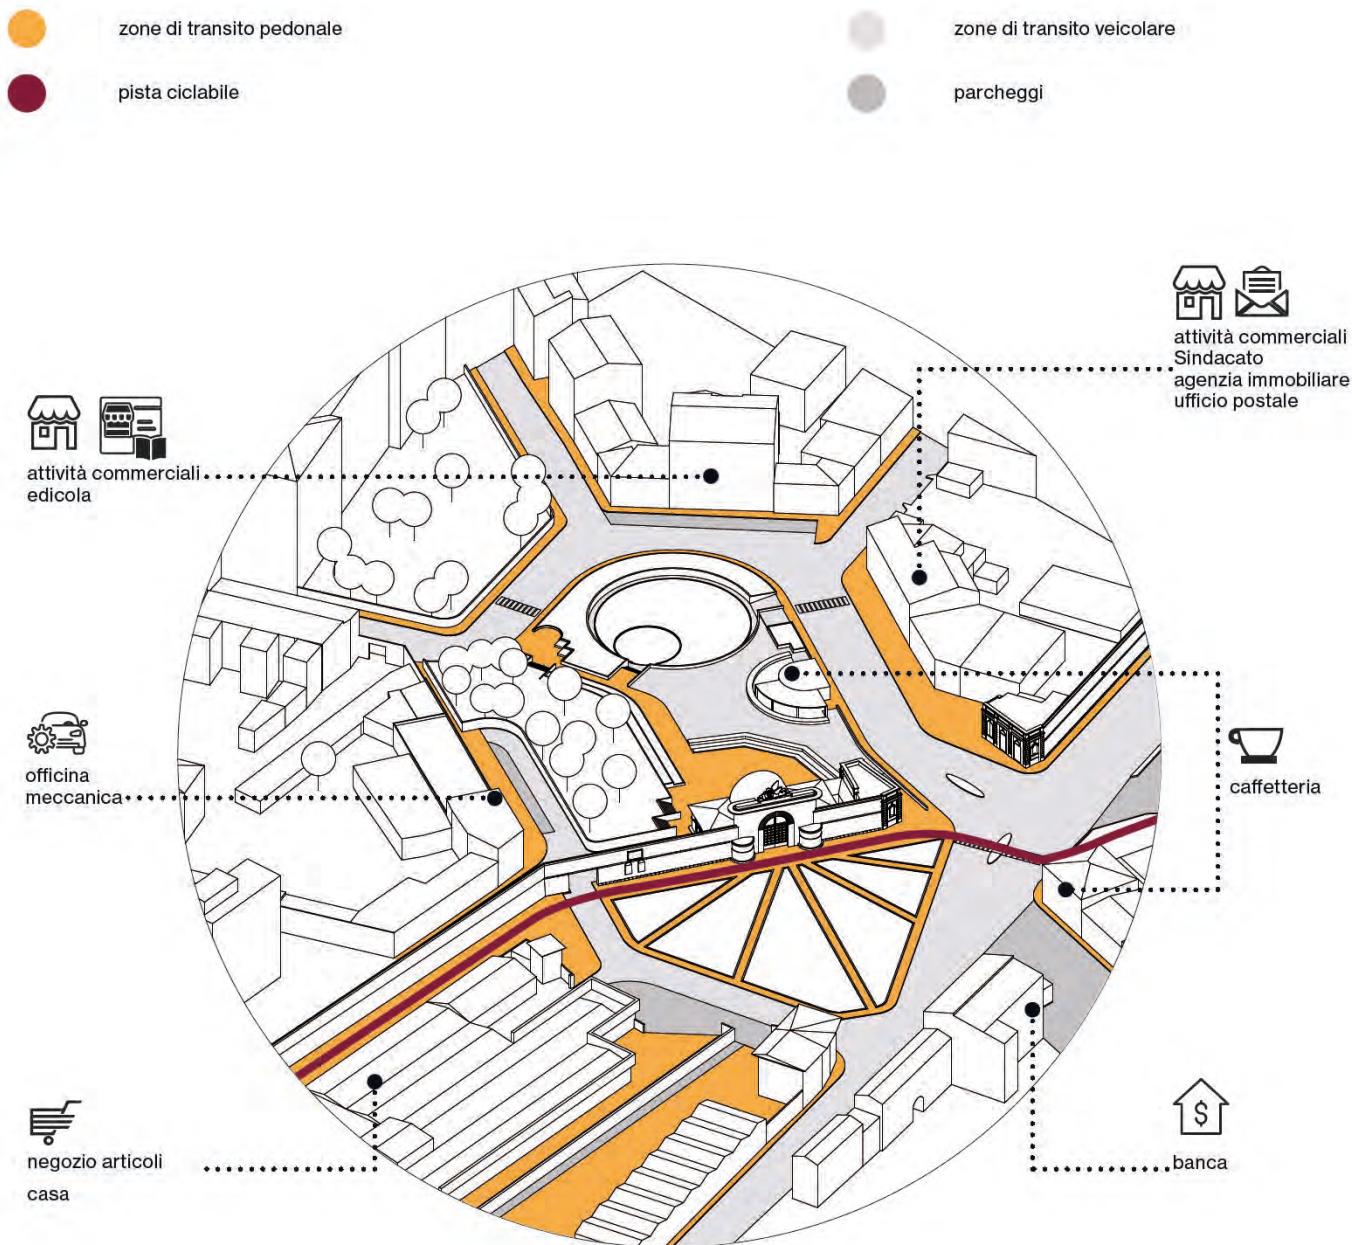 zone di transito pedonale
zone di transito veicolare
pista ciclabile
parcheggi
attività commerciali
Sindacato
agenzia immobiliare
ufficio postale
attività commerciali
edicola
officina
meccanica
caffetteria
negozio articoli
casa
$
banca